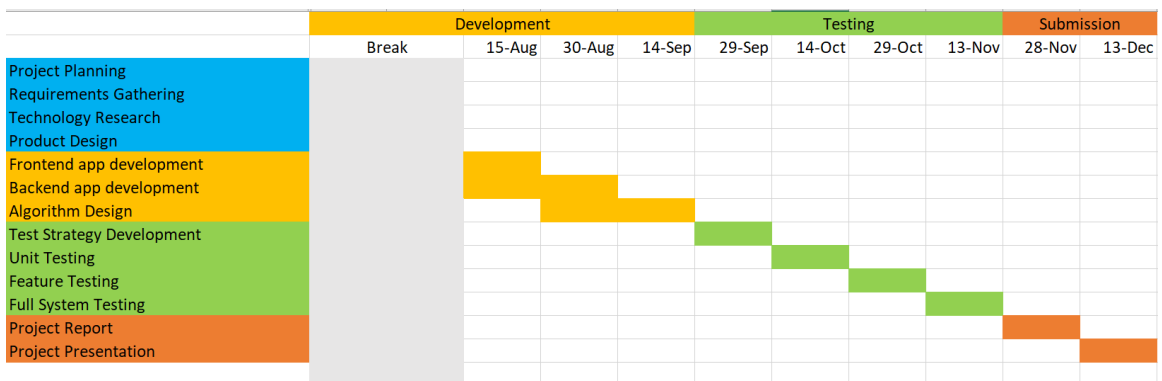 Development Testing Submission
Break 15-Aug 30-Aug 14-Sep 29-Sep 14-Oct 29-Oct 13-Nov 28-Nov 13-Dec
Project Planning
Requirements Gathering
Technology Research
Product Design
Frontend app development
Backend app development
Algorithm Design
Test Strategy Development
Unit Testing
Feature Testing
Full System Testing
Project Report
Project Presentation